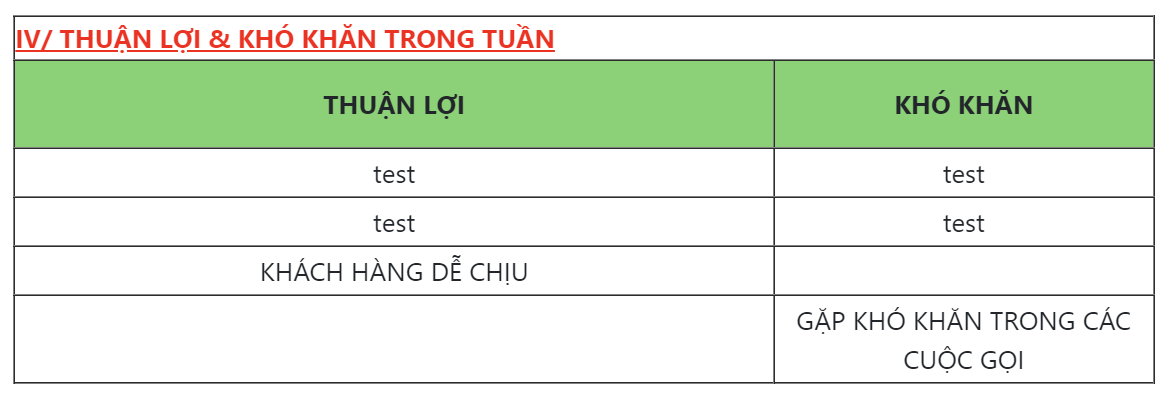 IV/ THUẬN LỢI & KHÓ KHĂN TRONG TUẦN
THUẬN LỢI
KHÓ KHĂN
test
test
test
test
KHÁCH HÀNG DỄ CHỊU
GẶP KHÓ KHĂN TRONG CÁC
CUỘC GỌI